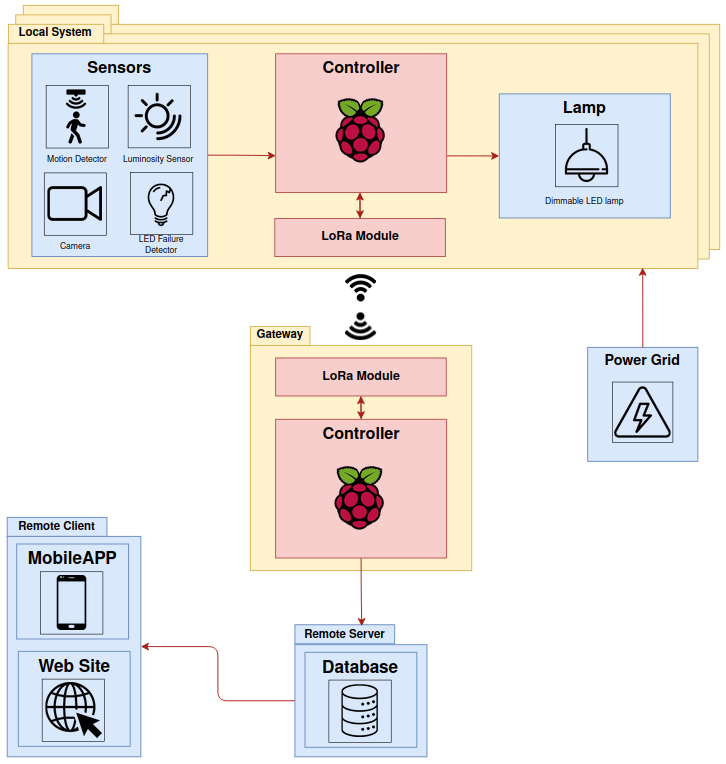 Local System
Sensors
Motion Detector
Luminosity Sensor
Camera
LED Failure
Detector
Controller
LoRa Module
Lamp
Dimmable LED lamp
Gateway
LoRa Module
Controller
Power Grid
Remote Client
MobileAPP
Web Site
Remote Server
Database